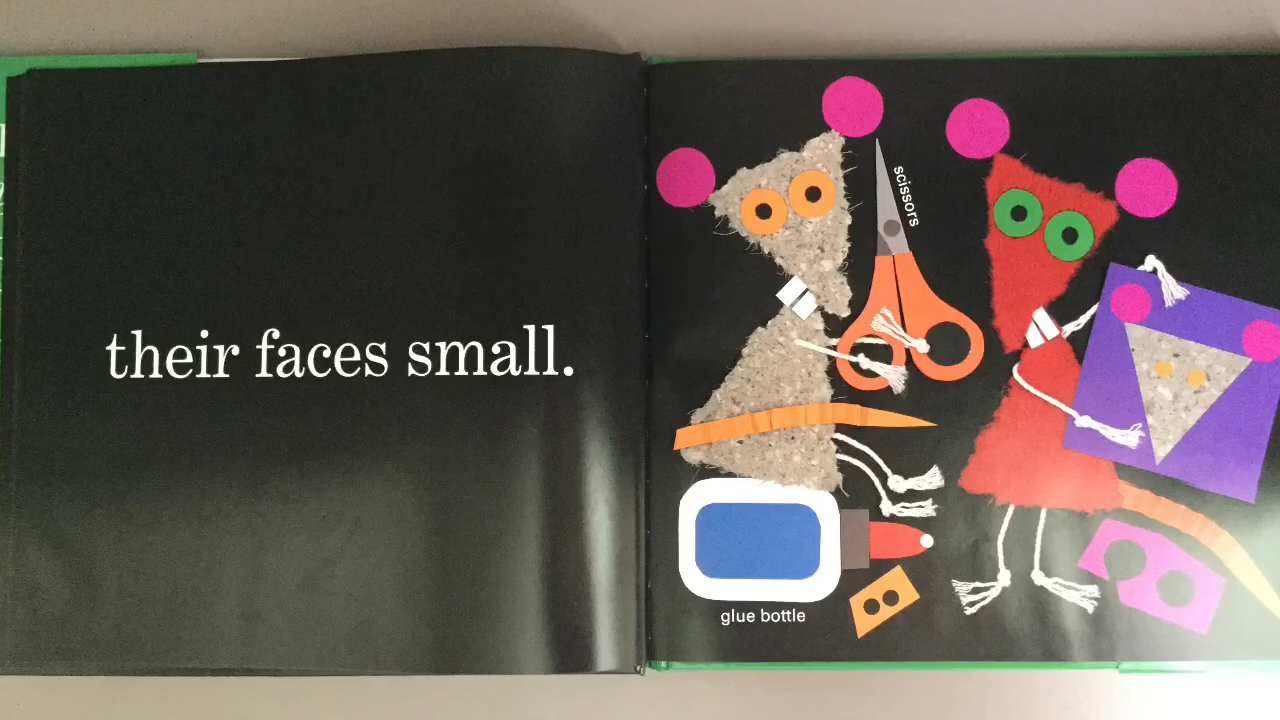 their faces small.
scissors
glue bottle